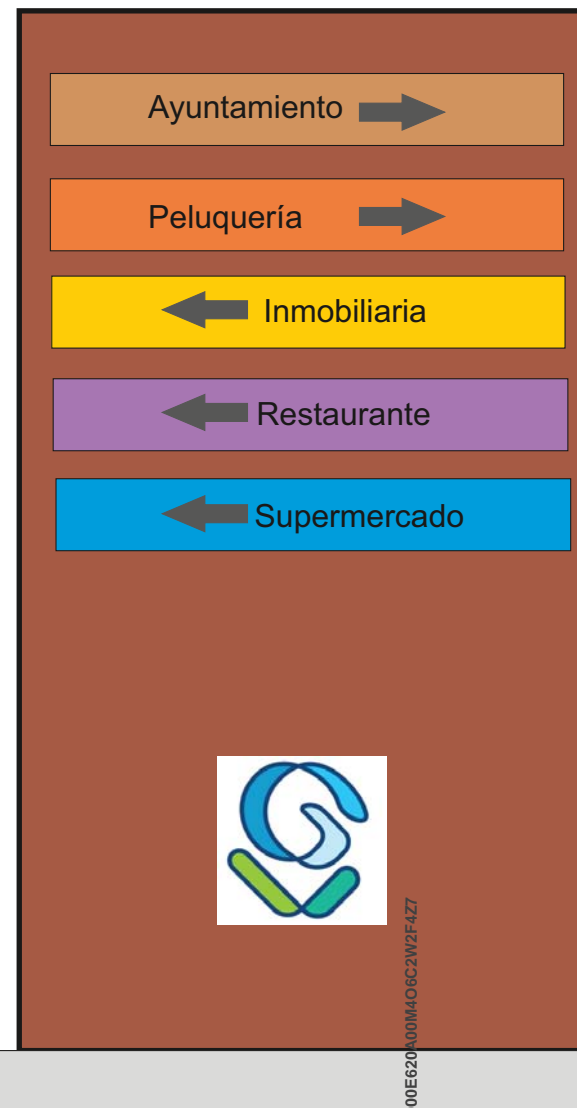 Ayuntamiento
Peluquería
Inmobiliaria
Restaurante
Supermercado
00E620A00M4O6C2W2F4Z7